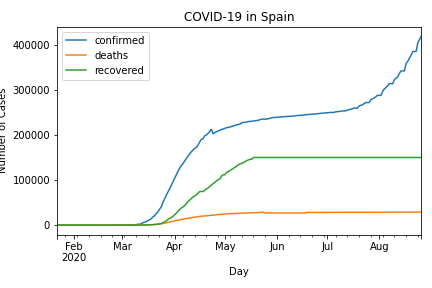 COVID-19 in Spain
confirmed
deaths
recovered
Number of Cases
400000
300000
200000
100000
0
Feb
2020
Mar
Apr
May
Jun
Jul
Aug
Day